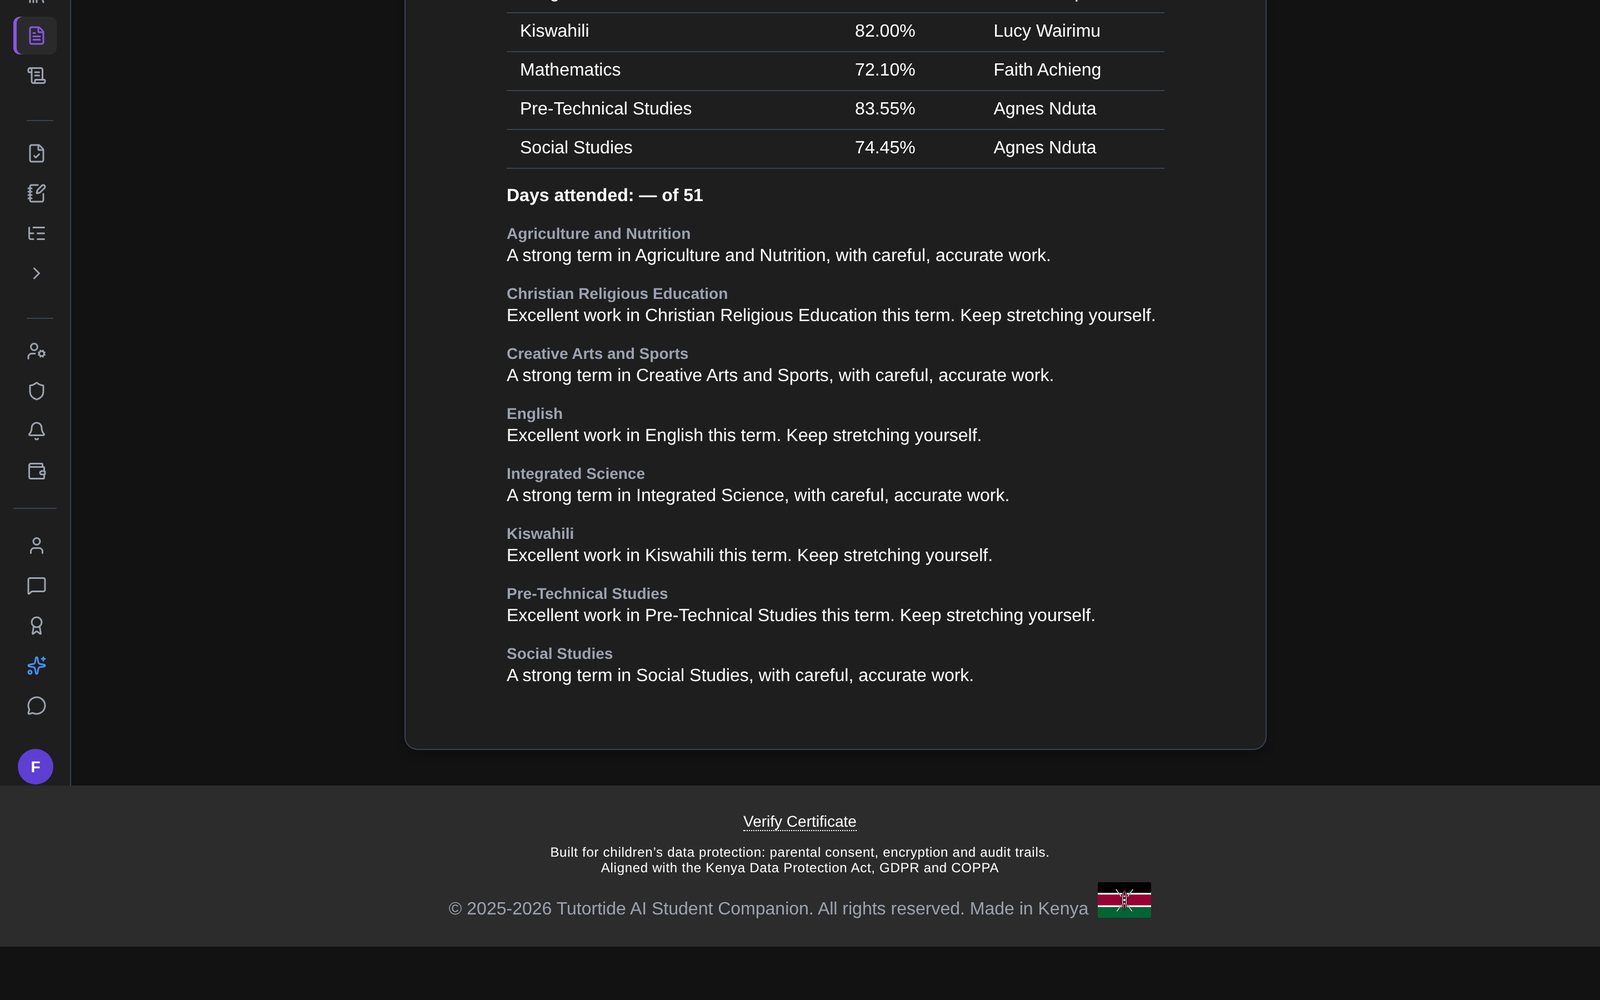 Kiswahili 82.00% Lucy Wairimu
Mathematics 72.10% Faith Achieng
Pre-Technical Studies 83.55% Agnes Nduta
Social Studies 74.45% Agnes Nduta
Days attended: — of 51
Agriculture and Nutrition
A strong term in Agriculture and Nutrition, with careful, accurate work.
Christian Religious Education
Excellent work in Christian Religious Education this term. Keep stretching yourself.
Creative Arts and Sports
A strong term in Creative Arts and Sports, with careful, accurate work.
English
Excellent work in English this term. Keep stretching yourself.
Integrated Science
A strong term in Integrated Science, with careful, accurate work.
Kiswahili
Excellent work in Kiswahili this term. Keep stretching yourself.
Pre-Technical Studies
Excellent work in Pre-Technical Studies this term. Keep stretching yourself.
Social Studies
A strong term in Social Studies, with careful, accurate work.
F
Verify Certificate
Built for children’s data protection: parental consent, encryption and audit trails.
Aligned with the Kenya Data Protection Act, GDPR and COPPA
© 2025-2026 Tutortide AI Student Companion. All rights reserved. Made in Kenya